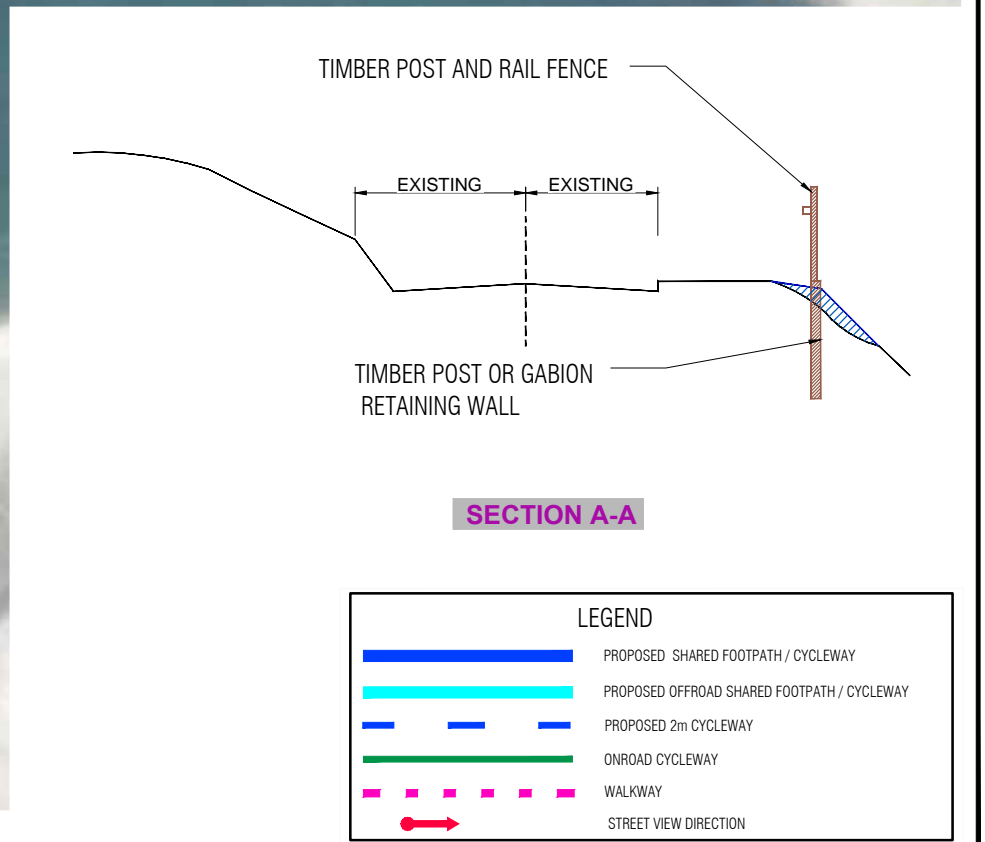 TIMBER POST AND RAIL FENCE
EXISTING EXISTING
TIMBER POST OR GABION
RETAINING WALL
SECTION A-A
LEGEND
PROPOSED SHARED FOOTPATH / CYCLEWAY
PROPOSED OFFROAD SHARED FOOTPATH / CYCLEWAY
PROPOSED 2m CYCLEWAY
ONROAD CYCLEWAY
WALKWAY
STREET VIEW DIRECTION